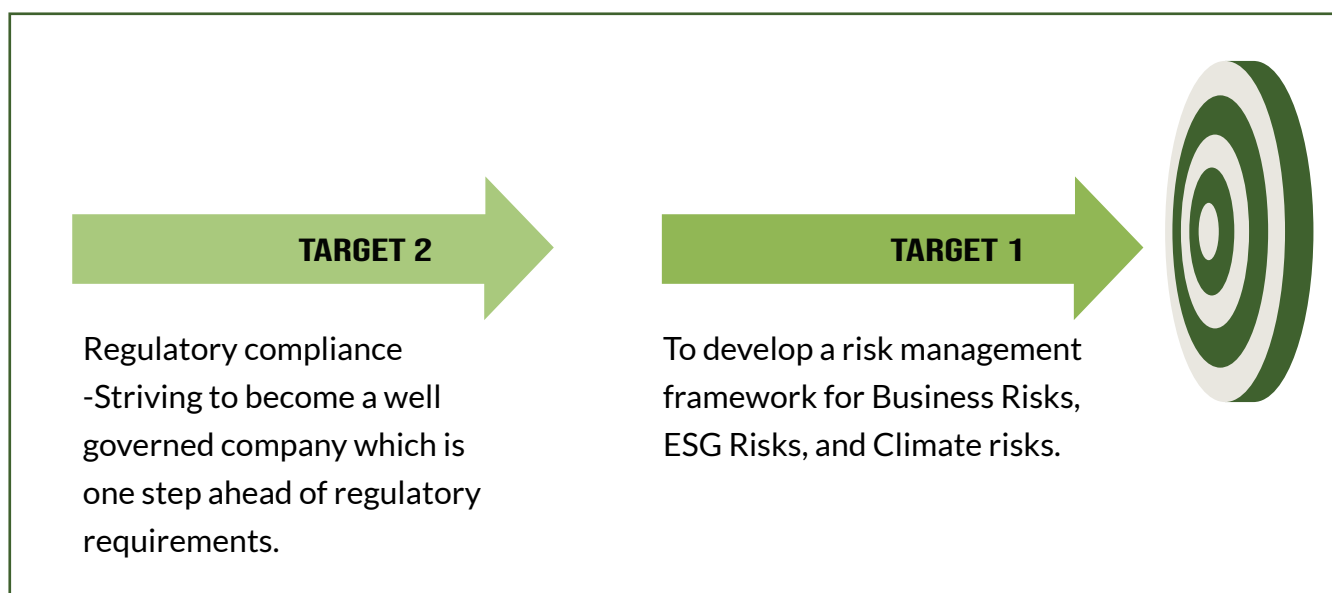 TARGET 2
Regulatory compliance
-Striving to become a well
governed company which is
one step ahead of regulatory
requirements.
TARGET 1
To develop a risk management
framework for Business Risks,
ESG Risks, and Climate risks.